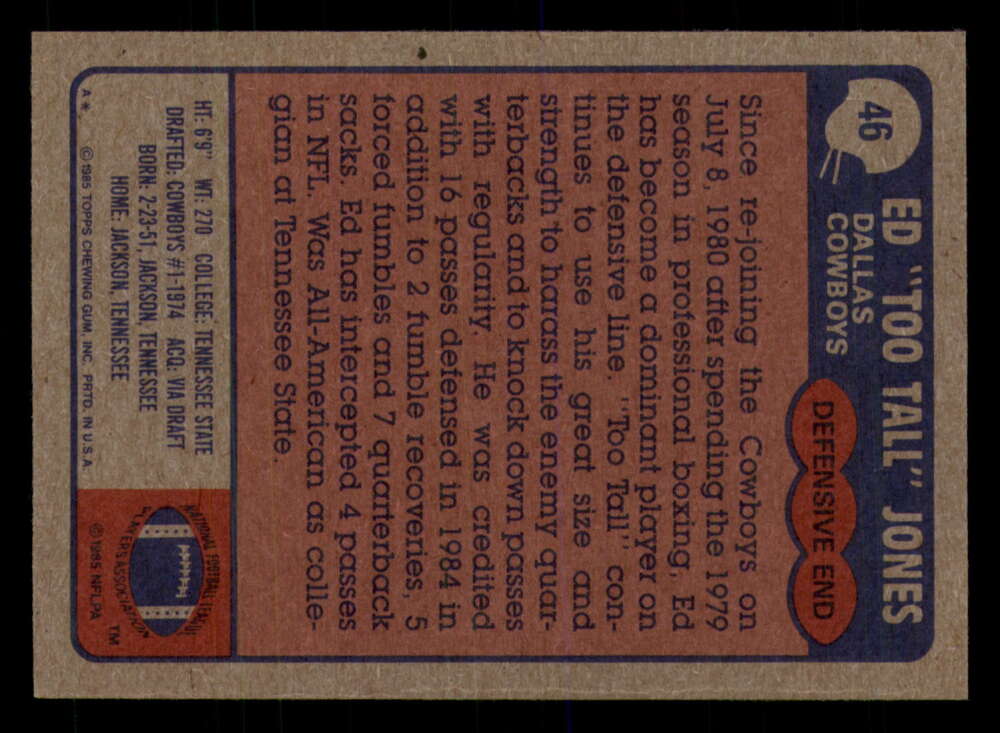 46
ED "TOO TALL" JONES
DALLAS
COWBOYS
DEFENSIVE END
Since re-joining the Cowboys on
July 8, 1980 after spending the 1979
season in professional boxing, Ed
has become a dominant player on
the defensive line. "Too Tall" con-
tinues to use his great size and
strength to harass the enemy quar-
terbacks and to knock down passes
with regularity. He was credited
with 16 passes defensed in 1984 in
addition to 2 fumble recoveries, 5
forced fumbles and 7 quarterback
sacks. Ed has intercepted 4 passes
in NFL. Was All-American as colle-
gian at Tennessee State.
HT: 6'9" WT: 270 COLLEGE: TENNESSEE STATE
DRAFTED: COWBOYS #1-1974 ACQ: VIA DRAFT
BORN: 2-23-51, JACKSON, TENNESSEE
HOME: JACKSON, TENNESSEE
A* © 1985 TOPPS CHEWING GUM, INC. PRTD. IN U.S.A.
NATIONAL FOOTBALL LEAGUE
PLAYERS ASSOCIATION
TM
© 1985 NFLPA